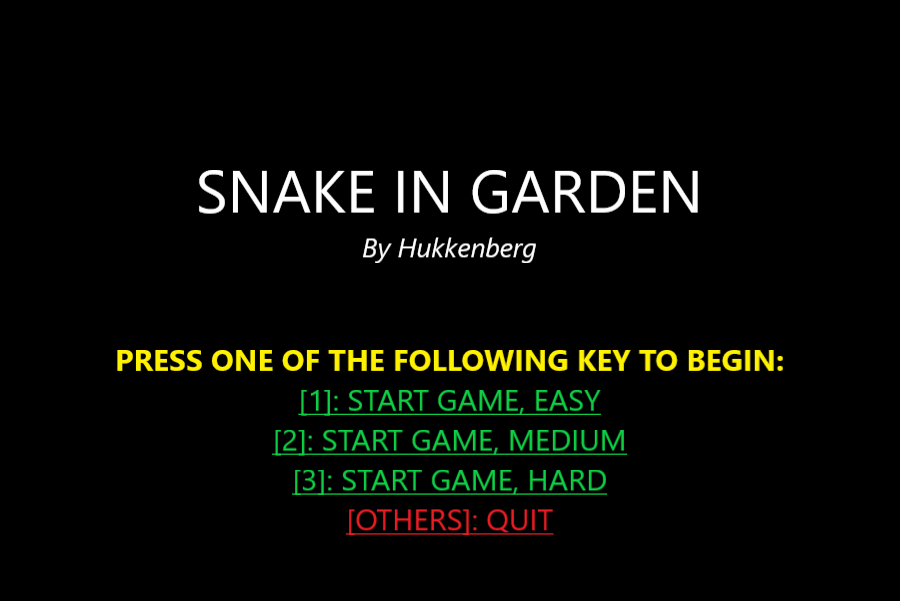 SNAKE IN GARDEN
By Hukkenberg
PRESS ONE OF THE FOLLOWING KEY TO BEGIN:
[1]: START GAME, EASY
[2]: START GAME, MEDIUM
[3]: START GAME, HARD
[OTHERS]: QUIT